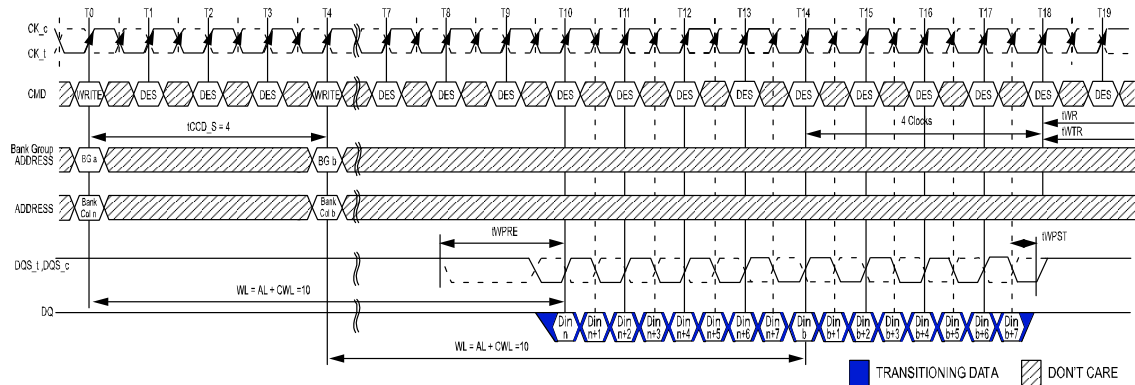 T0 T1 T2 T3 T4 T7 T8 T9 T10 T11 T12 T13 T14 T15 T16 T17 T18 T19
CK_c
CK_t
CMD WRITE DES DES DES WRITE DES DES DES DES DES DES DES DES DES DES DES DES DES
tCCD_S = 4 4 Clocks tWR
tWTR
Bank Group
ADDRESS BG a BG b
ADDRESS Bank Col n Bank Col b
tWPRE tWPST
DQS_t ,DQS_c
WL = AL + CWL =10
DQ Din n Din n+1 Din n+2 Din n+3 Din n+4 Din n+5 Din n+6 Din n+7 Din b Din b+1 Din b+2 Din b+3 Din b+4 Din b+5 Din b+6 Din b+7
WL = AL + CWL =10
TRANSITIONING DATA DON'T CARE